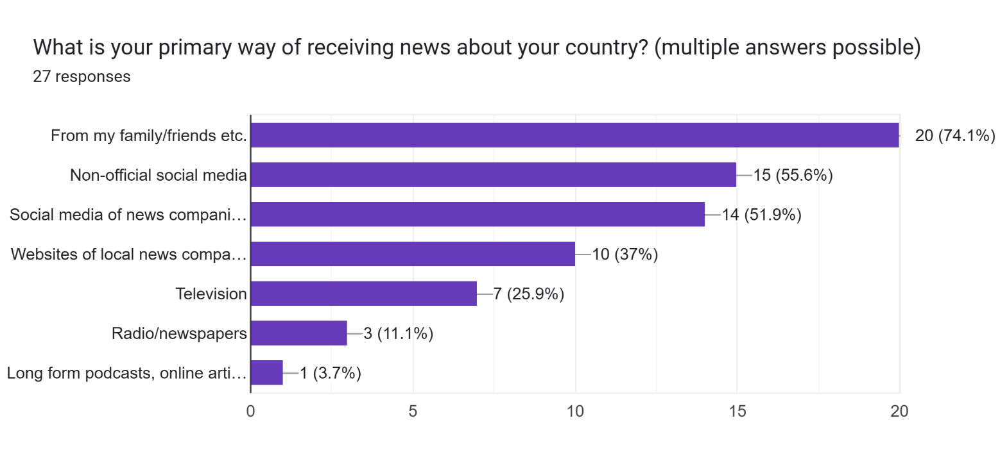 What is your primary way of receiving news about your country? (multiple answers possible)
27 responses
From my family/friends etc. 20 (74.1%)
Non-official social media 15 (55.6%)
Social media of news compani… 14 (51.9%)
Websites of local news compa… 10 (37%)
Television 7 (25.9%)
Radio/newspapers 3 (11.1%)
Long form podcasts, online arti… 1 (3.7%)
0 5 10 15 20